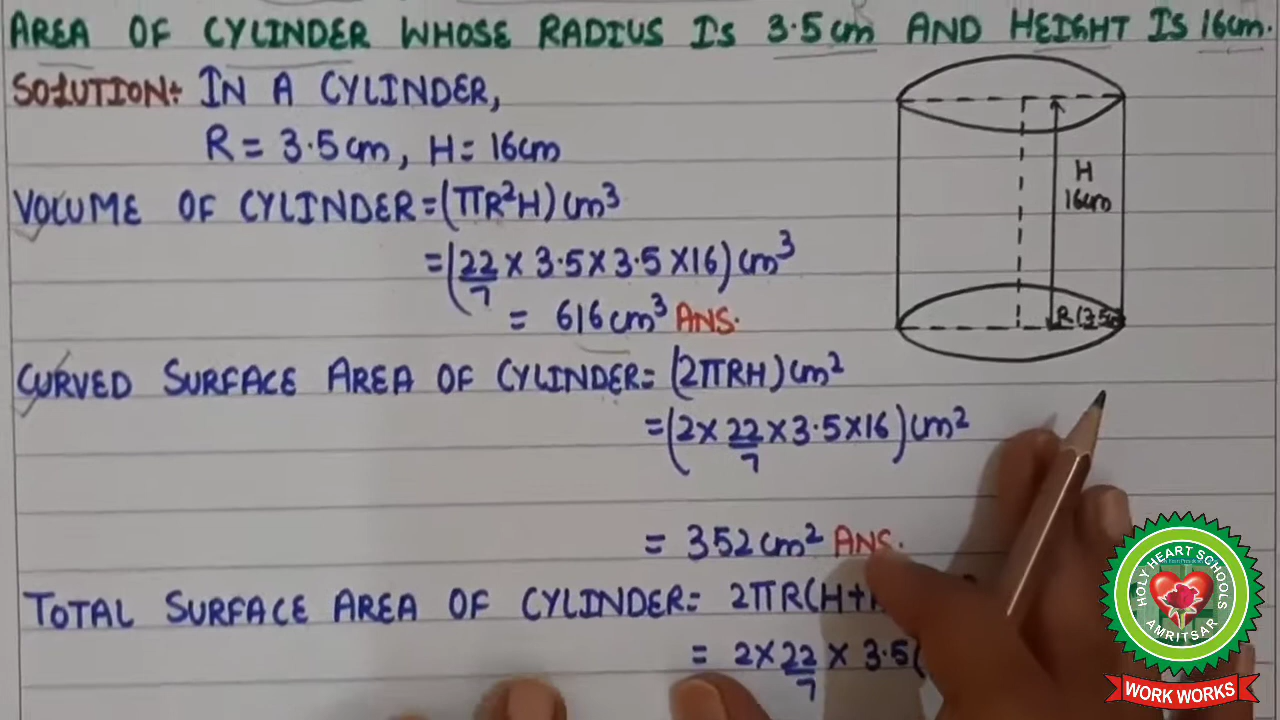 AREA OF CYLINDER WHOSE RADIUS IS 3.5cm AND HEIGHT IS 16cm.
SOLUTION: IN A CYLINDER,
R = 3.5cm, H = 16cm
VOLUME OF CYLINDER = (πR²H) cm³
= (22/7 × 3.5 × 3.5 × 16) cm³
= 616 cm³ ANS.
H
16cm
R(3.5
CURVED SURFACE AREA OF CYLINDER = (2πRH) cm²
= (2 × 22/7 × 3.5 × 16) cm²
= 352 cm² ANS.
TOTAL SURFACE AREA OF CYLINDER = 2πR(H+
= 2 × 22/7 × 3.5(
HOLY HEART SCHOOLS
AMRITSAR
WORK WORKS